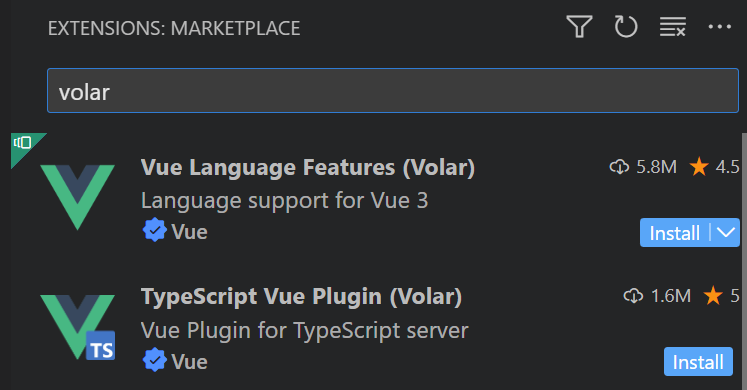 EXTENSIONS: MARKETPLACE
volar
Vue Language Features (Volar) 5.8M 4.5
Language support for Vue 3
Vue Install
TypeScript Vue Plugin (Volar) 1.6M 5
Vue Plugin for TypeScript server
TS
Vue Install